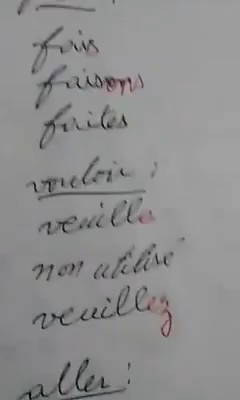 fais
faisons
faites
vouloir :
veuille
non utilisé
veuillez
aller :